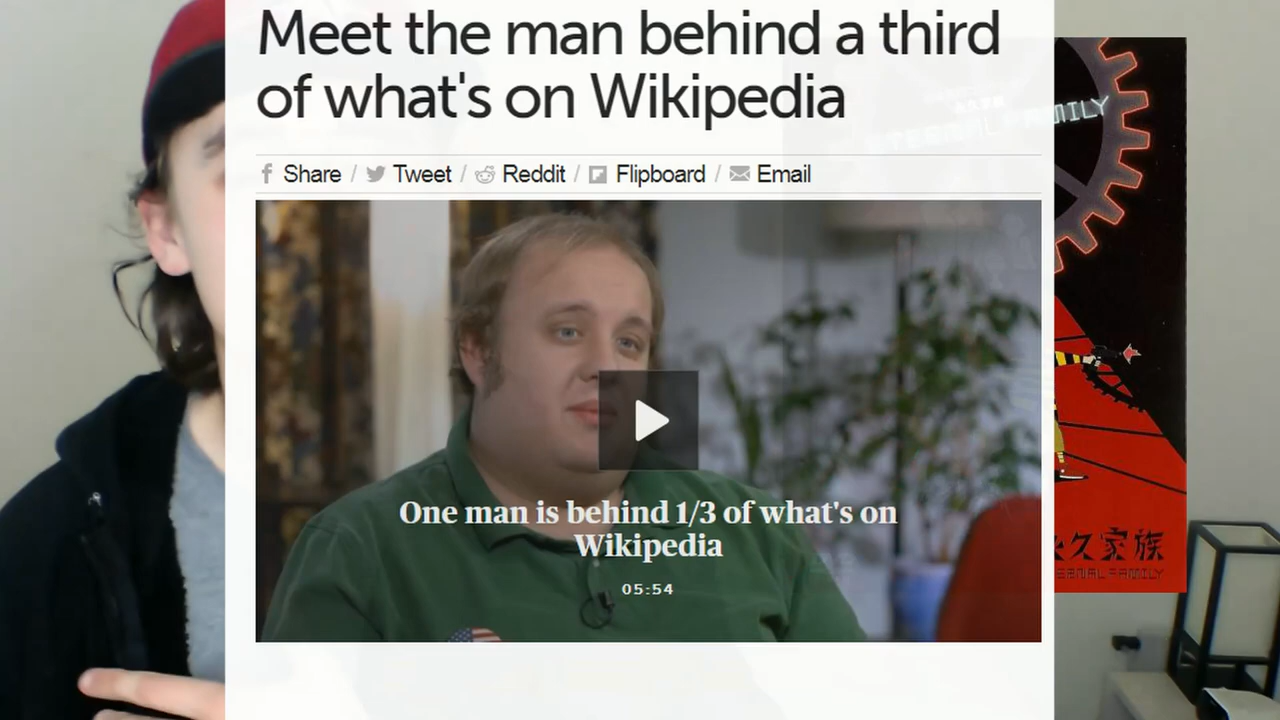 Meet the man behind a third
of what's on Wikipedia
Share / Tweet / Reddit / Flipboard / Email
One man is behind 1/3 of what's on
Wikipedia
05:54
久家族